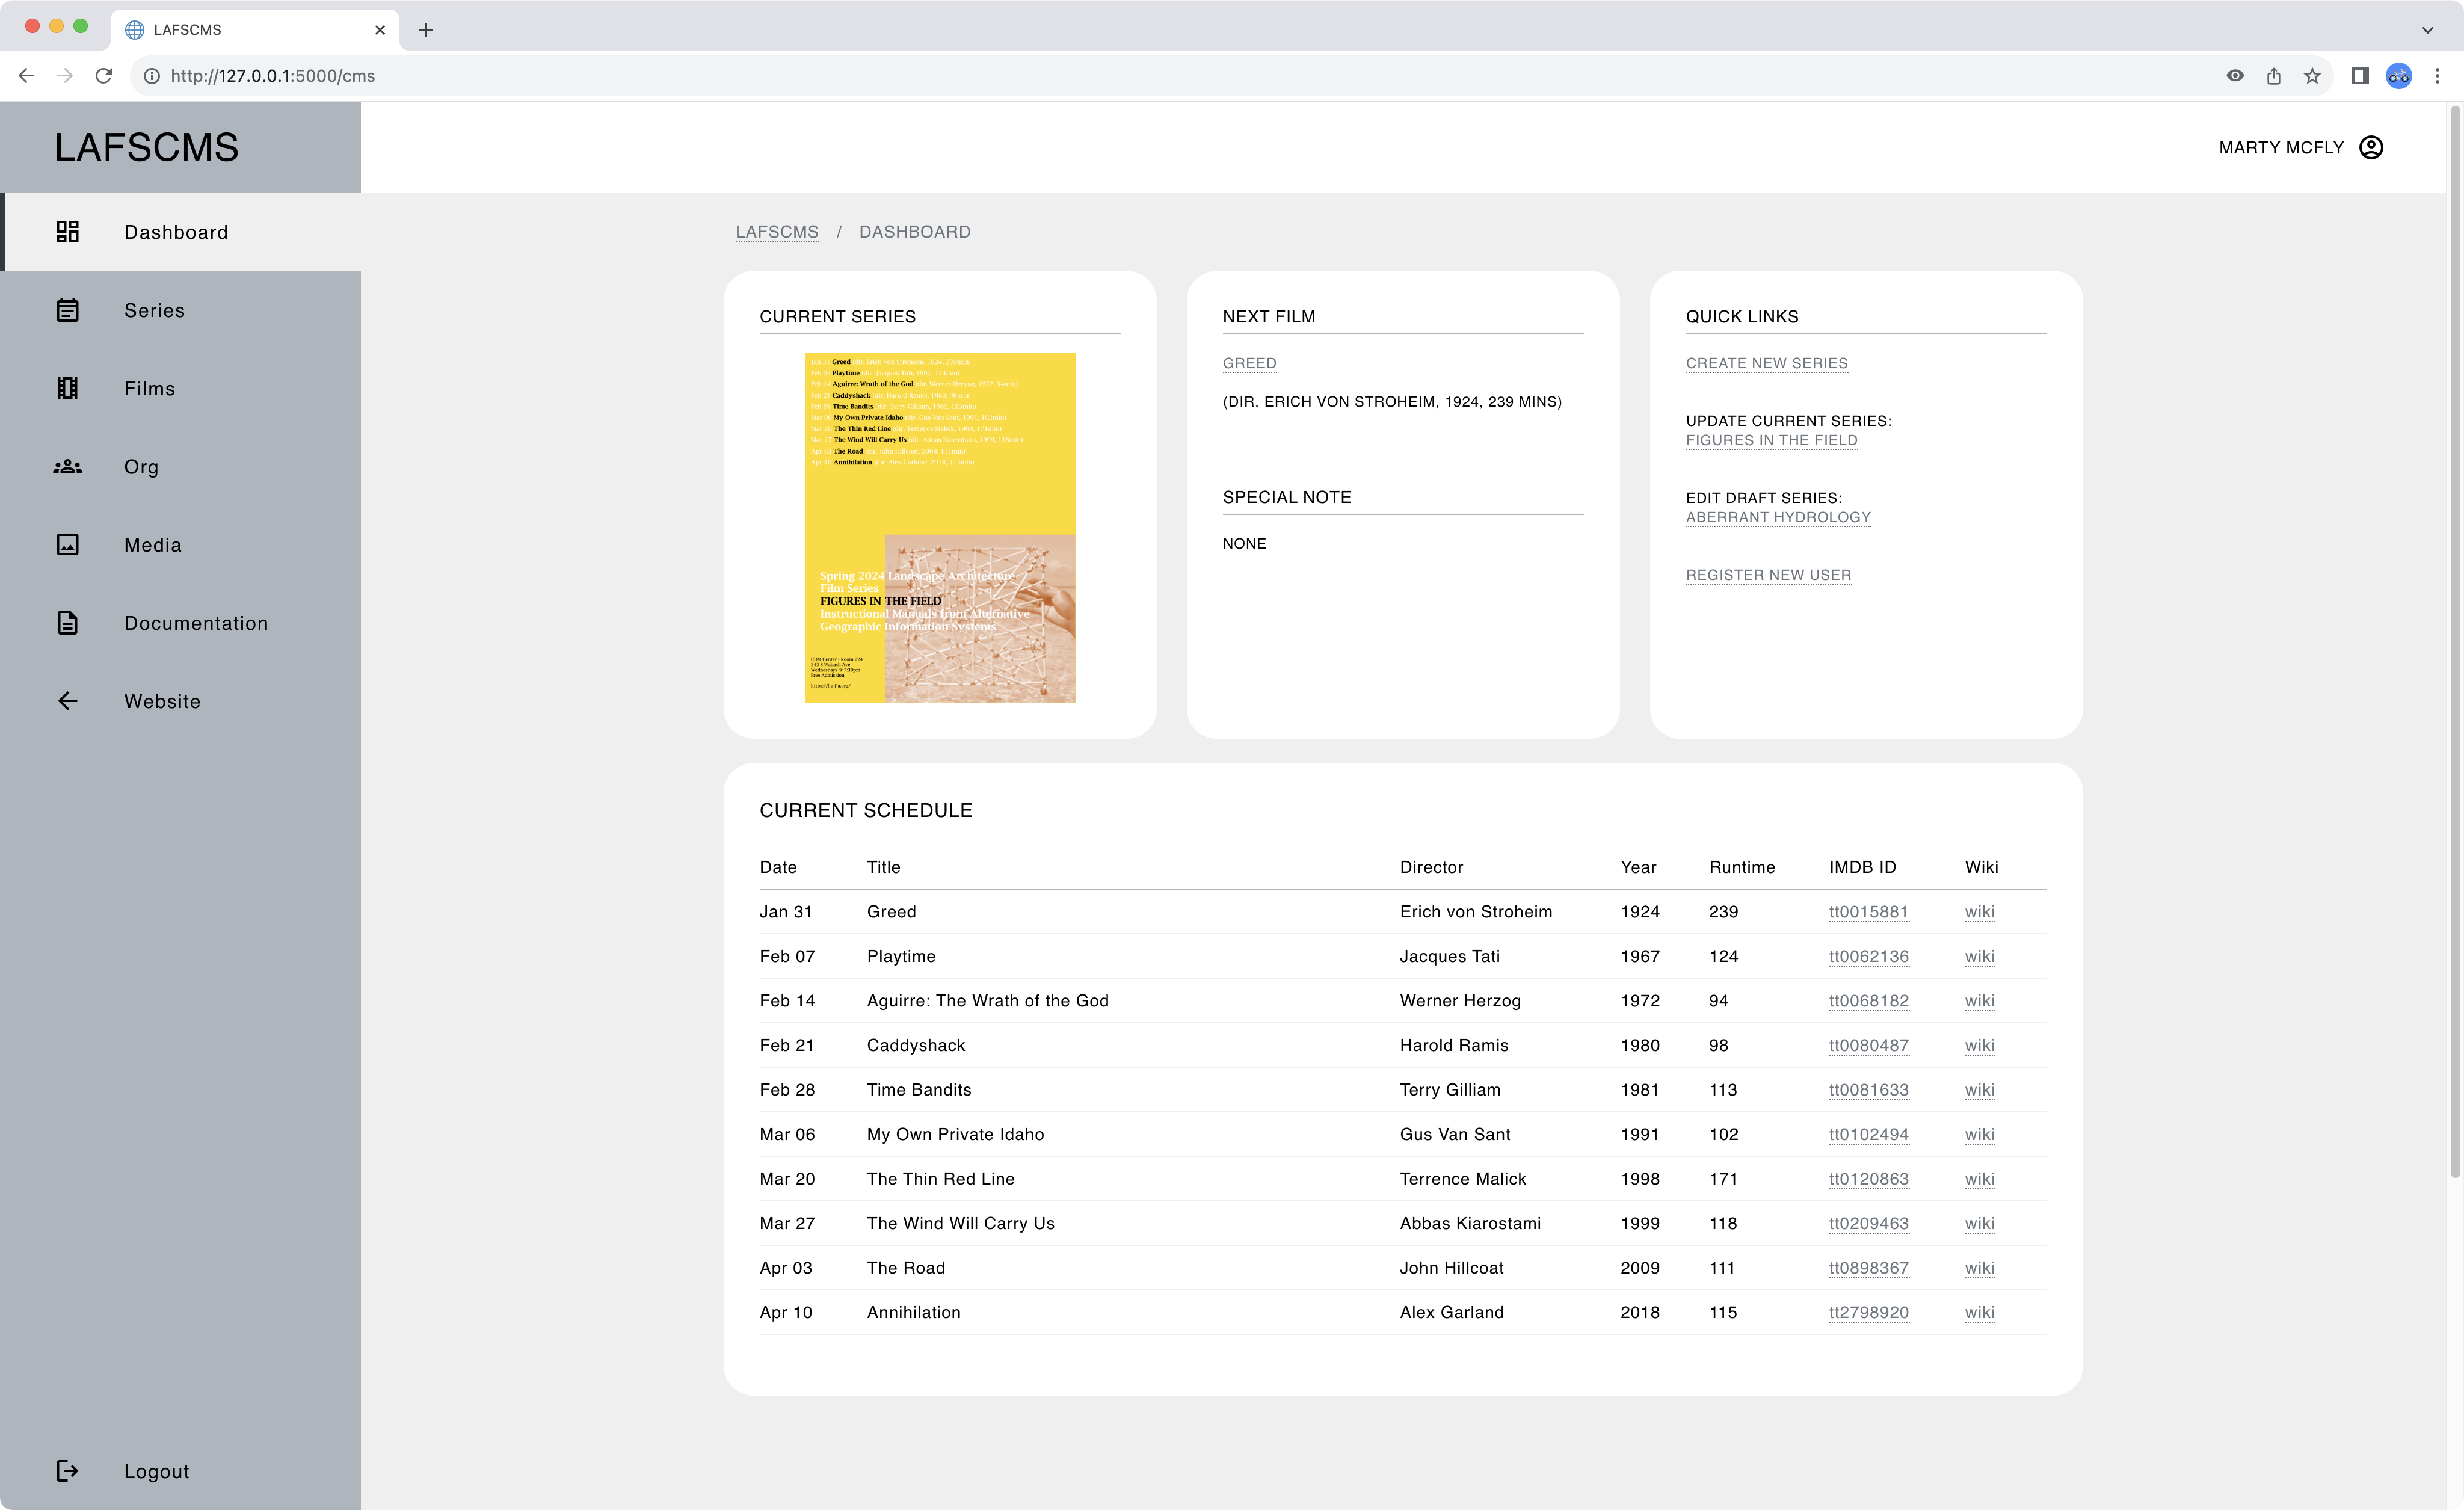 LAFSCMS
http://127.0.0.1:5000/cms
LAFSCMS
MARTY MCFLY
Dashboard
Series
Films
Org
Media
Documentation
Website
Logout
LAFSCMS / DASHBOARD
CURRENT SERIES
Jan 31 Greed (dir. Erich von Stroheim, 1924, 239min)
Feb 07 Playtime (dir. Jacques Tati, 1967, 124min)
Feb 14 Aguirre: Wrath of the God (dir. Werner Herzog, 1972, 94min)
Feb 21 Caddyshack (dir. Harold Ramis, 1980, 98min)
Feb 28 Time Bandits (dir. Terry Gilliam, 1981, 113min)
Mar 06 My Own Private Idaho (dir. Gus Van Sant, 1991, 102min)
Mar 20 The Thin Red Line (dir. Terrence Malick, 1998, 171min)
Mar 27 The Wind Will Carry Us (dir. Abbas Kiarostami, 1999, 118min)
Apr 03 The Road (dir. John Hillcoat, 2009, 111min)
Apr 10 Annihilation (dir. Alex Garland, 2018, 115min)
Spring 2024 Landscape Architecture
Film Series
FIGURES IN THE FIELD
Instructional Manuals from Alternative
Geographic Information Systems
CDM Center - Room 224
243 S Wabash Ave
Wednesdays @ 7:30pm
Free Admission
https://l-a-f-s.org/
NEXT FILM
GREED
(DIR. ERICH VON STROHEIM, 1924, 239 MINS)
SPECIAL NOTE
NONE
QUICK LINKS
CREATE NEW SERIES
UPDATE CURRENT SERIES:
FIGURES IN THE FIELD
EDIT DRAFT SERIES:
ABERRANT HYDROLOGY
REGISTER NEW USER
CURRENT SCHEDULE
Date Title Director Year Runtime IMDB ID Wiki
Jan 31 Greed Erich von Stroheim 1924 239 tt0015881 wiki
Feb 07 Playtime Jacques Tati 1967 124 tt0062136 wiki
Feb 14 Aguirre: The Wrath of the God Werner Herzog 1972 94 tt0068182 wiki
Feb 21 Caddyshack Harold Ramis 1980 98 tt0080487 wiki
Feb 28 Time Bandits Terry Gilliam 1981 113 tt0081633 wiki
Mar 06 My Own Private Idaho Gus Van Sant 1991 102 tt0102494 wiki
Mar 20 The Thin Red Line Terrence Malick 1998 171 tt0120863 wiki
Mar 27 The Wind Will Carry Us Abbas Kiarostami 1999 118 tt0209463 wiki
Apr 03 The Road John Hillcoat 2009 111 tt0898367 wiki
Apr 10 Annihilation Alex Garland 2018 115 tt2798920 wiki